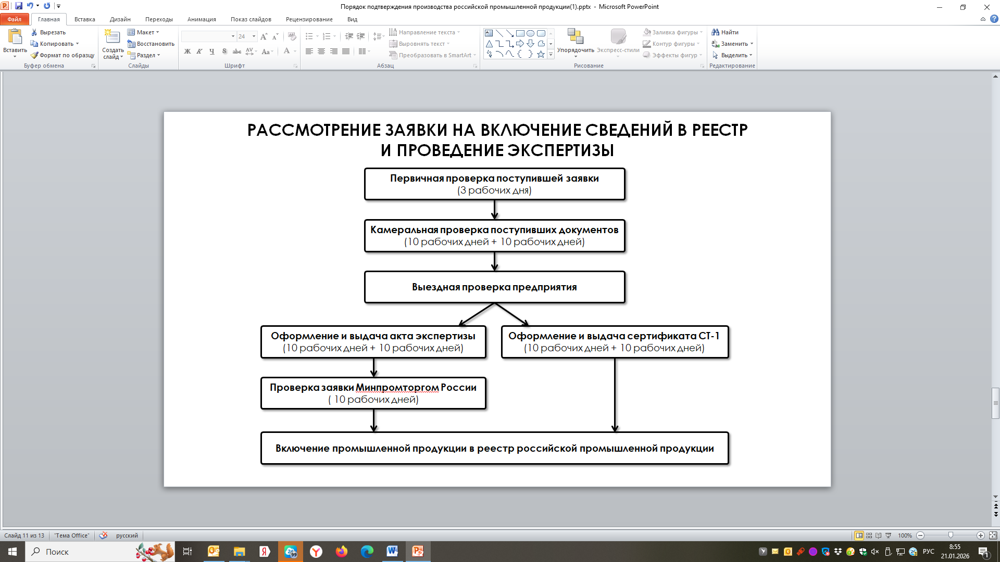 Порядок подтверждения производства российской промышленной продукции(1).pptx - Microsoft PowerPoint
Файл Главная Вставка Дизайн Переходы Анимация Показ слайдов Рецензирование Вид
Вставить
Вырезать
Копировать
Формат по образцу
Буфер обмена
Создать слайд
Макет
Восстановить
Раздел
Слайды
24
Ж К Ч S abc AV Aa А
Шрифт
Направление текста
Выровнять текст
Преобразовать в SmartArt
Абзац
Упорядочить
Экспресс-стили
Заливка фигуры
Контур фигуры
Эффекты фигур
Рисование
Найти
Заменить
Выделить
Редактирование
РАССМОТРЕНИЕ ЗАЯВКИ НА ВКЛЮЧЕНИЕ СВЕДЕНИЙ В РЕЕСТР
И ПРОВЕДЕНИЕ ЭКСПЕРТИЗЫ
Первичная проверка поступившей заявки
(3 рабочих дня)
Камеральная проверка поступивших документов
(10 рабочих дней + 10 рабочих дней)
Выездная проверка предприятия
Оформление и выдача акта экспертизы
(10 рабочих дней + 10 рабочих дней)
Оформление и выдача сертификата СТ-1
(10 рабочих дней + 10 рабочих дней)
Проверка заявки Минпромторгом России
( 10 рабочих дней)
Включение промышленной продукции в реестр российской промышленной продукции
Слайд 11 из 13 "Тема Office" русский 100%
Поиск
99
РУС
8:55
21.01.2026
1